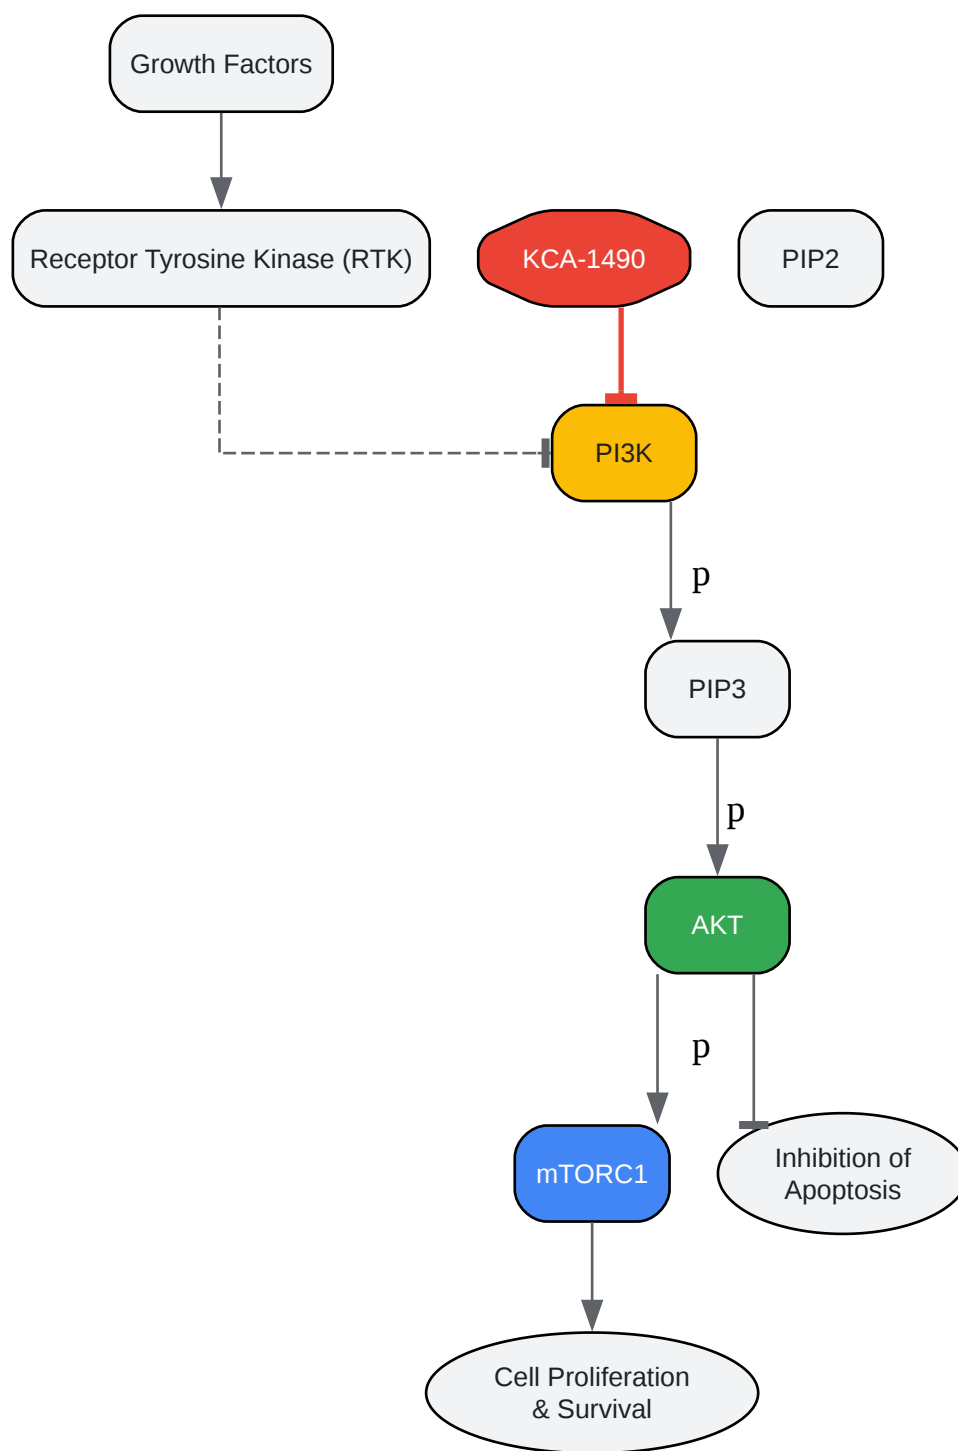 Growth Factors
Receptor Tyrosine Kinase (RTK)
KCA-1490
PIP2
PI3K
p
PIP3
p
AKT
p
mTORC1
Inhibition of
Apoptosis
Cell Proliferation
& Survival